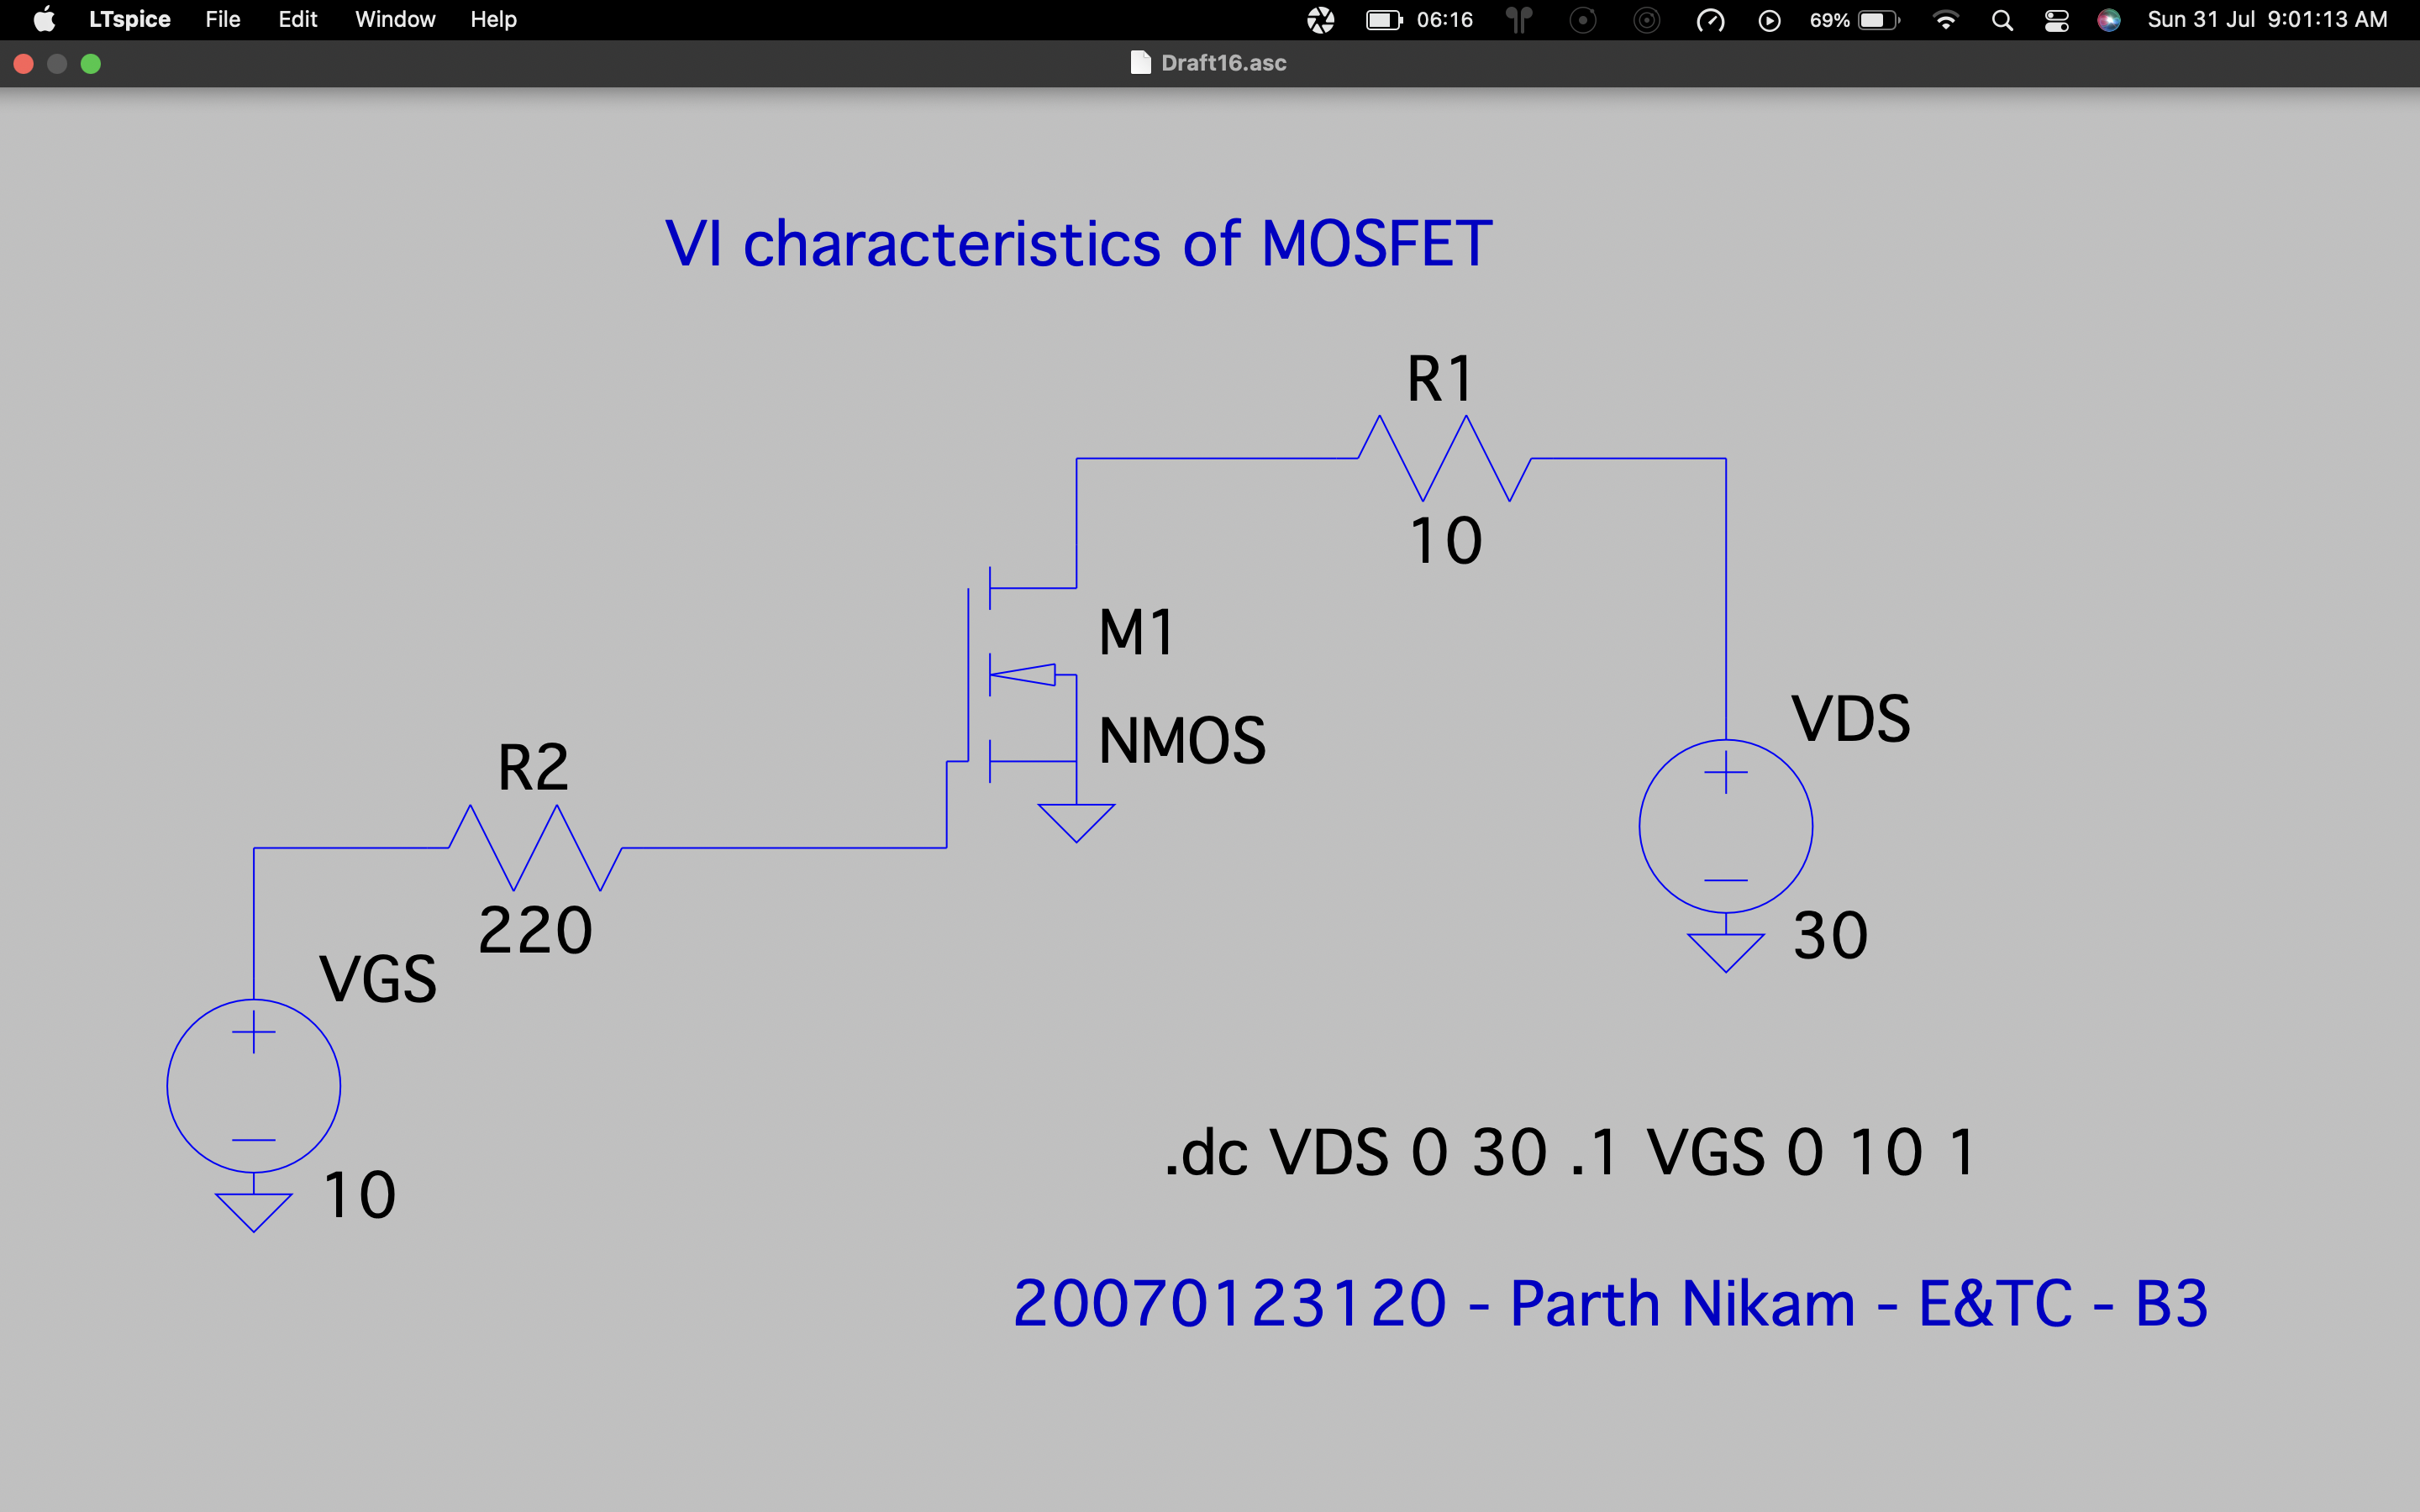 LTspice File Edit Window Help 06:16 69% Sun 31 Jul 9:01:13 AM
Draft16.asc
VI characteristics of MOSFET
R1
10
M1
NMOS
VDS
30
R2
220
VGS
10
.dc VDS 0 30 .1 VGS 0 10 1
20070123120 - Parth Nikam - E&TC - B3